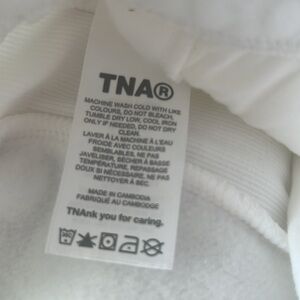 TNA®
MACHINE WASH COLD WITH LIKE
COLOURS, DO NOT BLEACH,
TUMBLE DRY LOW, COOL IRON
ONLY IF NEEDED, DO NOT DRY
CLEAN.
LAVER À LA MACHINE À L'EAU
FROIDE AVEC COULEURS
SEMBLABLES, NE PAS
JAVELISER, SÉCHER À BASSE
TEMPÉRATURE, REPASSAGE
DOUX SI NÉCESSAIRE, NE PAS
NETTOYER À SEC.
MADE IN CAMBODIA
FABRIQUÉ AU CAMBODGE
TNAnk you for caring.